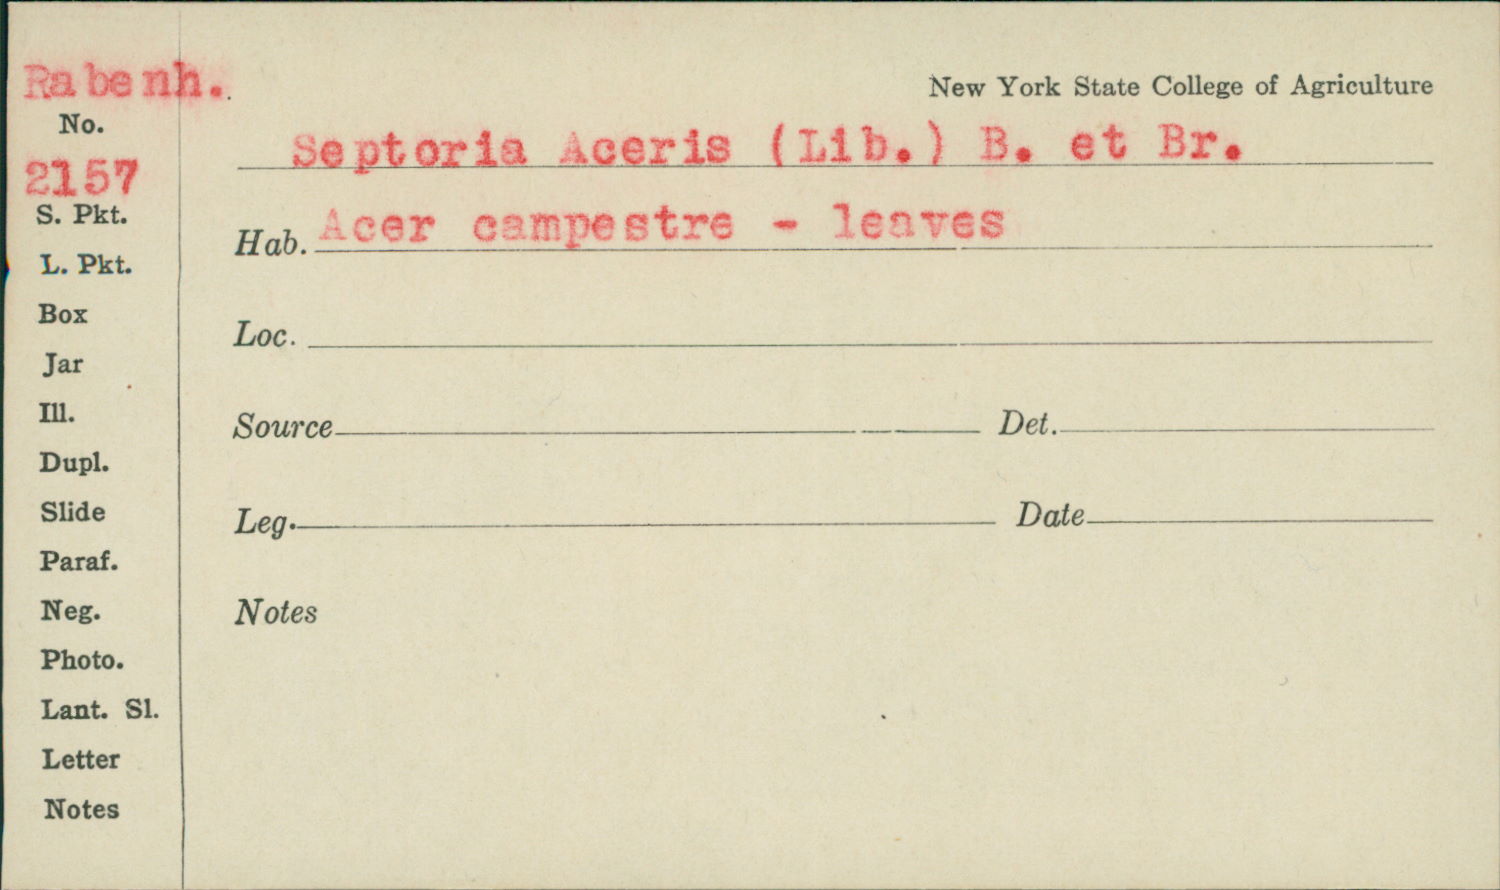 Rabenh.
New York State College of Agriculture
No.
Septoria Aceris (Lib.) B. et Br.
2157
S. Pkt.
Hab. Acer campestre - leaves
L. Pkt.
Box
Loc.
Jar
Ill.
Source Det.
Dupl.
Slide
Leg. Date
Paraf.
Neg.
Notes
Photo.
Lant. Sl.
Letter
Notes